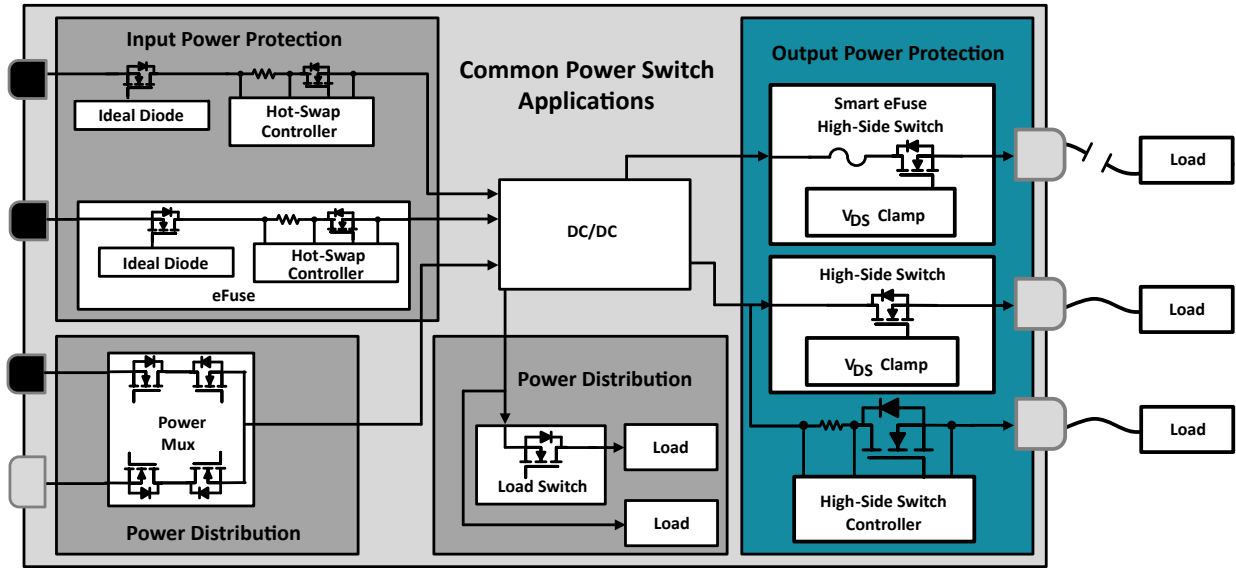 Input Power Protection
Ideal Diode
Hot-Swap
Controller
Ideal Diode
Hot-Swap
Controller
eFuse
Power
Mux
Power Distribution
Common Power Switch
Applications
DC/DC
Power Distribution
Load Switch
Load
Load
Output Power Protection
Smart eFuse
High-Side Switch
VDS Clamp
High-Side Switch
VDS Clamp
High-Side Switch
Controller
Load
Load
Load